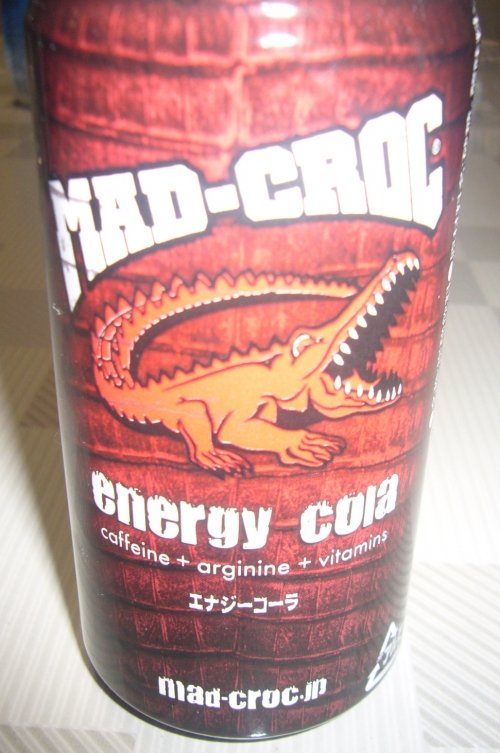 MAD-CROC®
energy cola
caffeine + arginine + vitamins
エナジーコーラ
mad-croc.jp